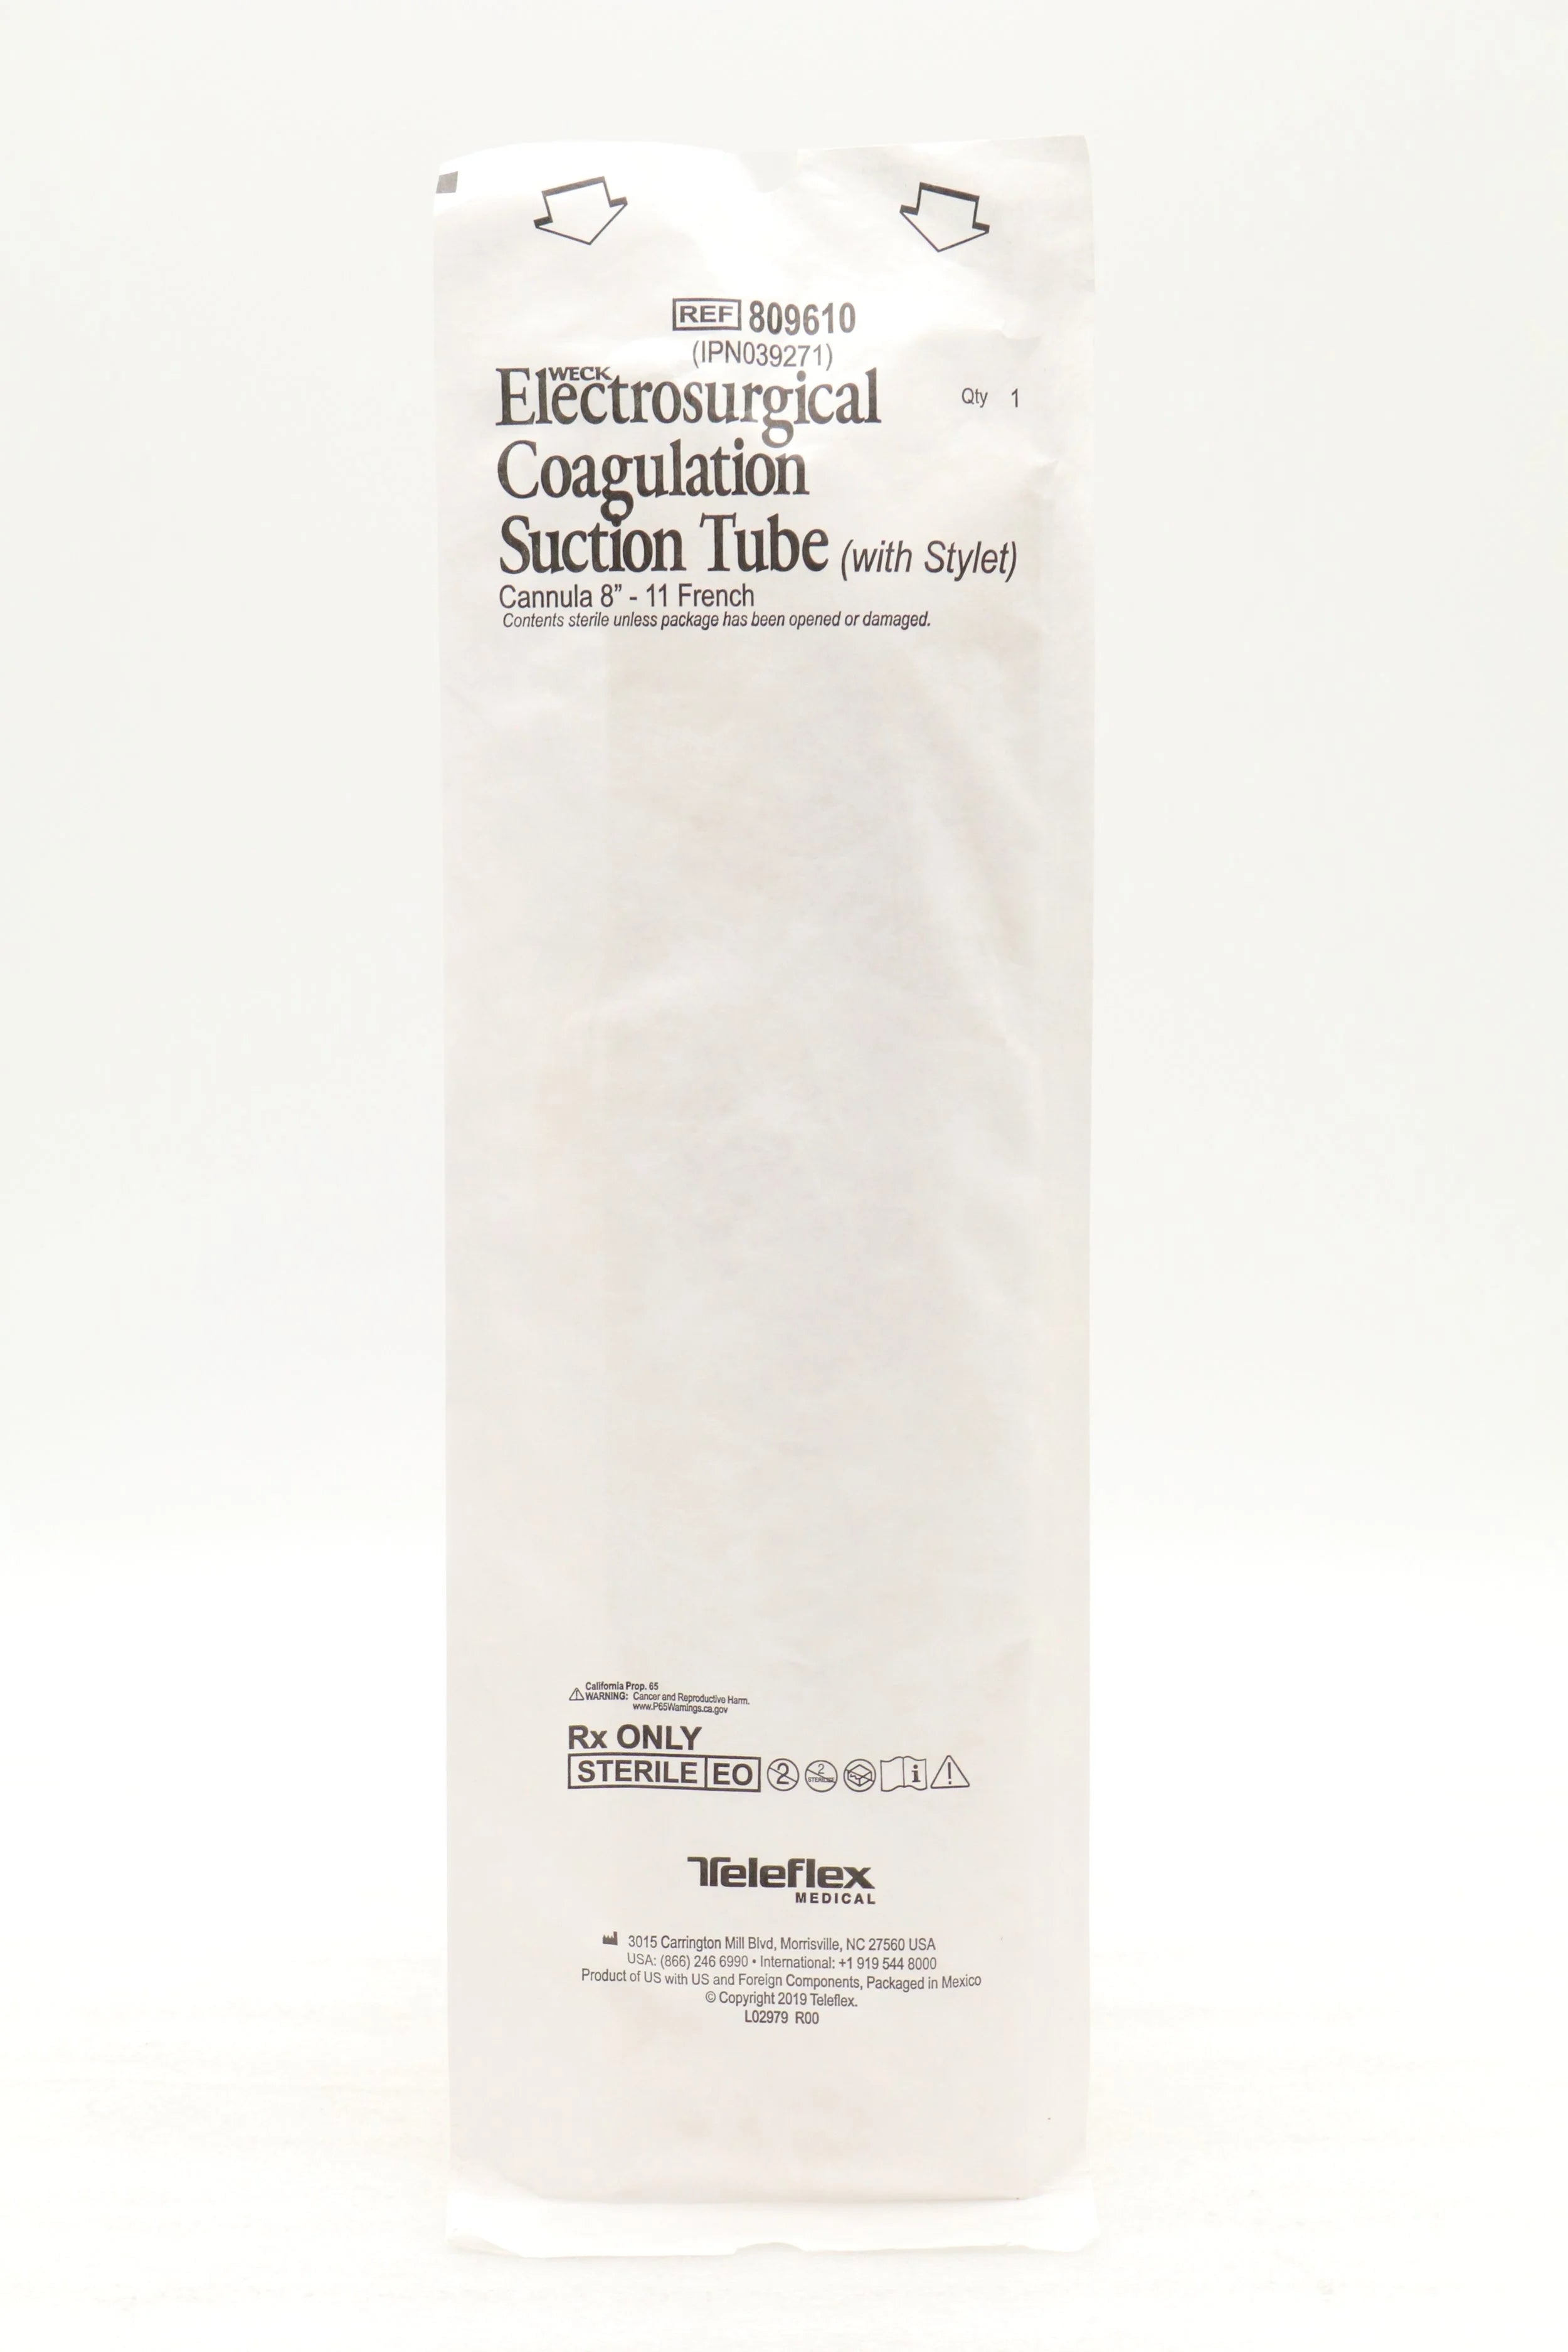 REF 809610
(IPN039271)
WECK
Electrosurgical
Qty 1
Coagulation
Suction Tube (with Stylet)
Cannula 8” - 11 French
Contents sterile unless package has been opened or damaged.
California Prop. 65
WARNING: Cancer and Reproductive Harm.
www.P65Warnings.ca.gov
Rx ONLY
STERILE EO 2 2 STERILIZE i !
Teleflex
MEDICAL
3015 Carrington Mill Blvd, Morrisville, NC 27560 USA
USA: (866) 246 6990 • International: +1 919 544 8000
Product of US with US and Foreign Components, Packaged in Mexico
© Copyright 2019 Teleflex.
L02979 R00